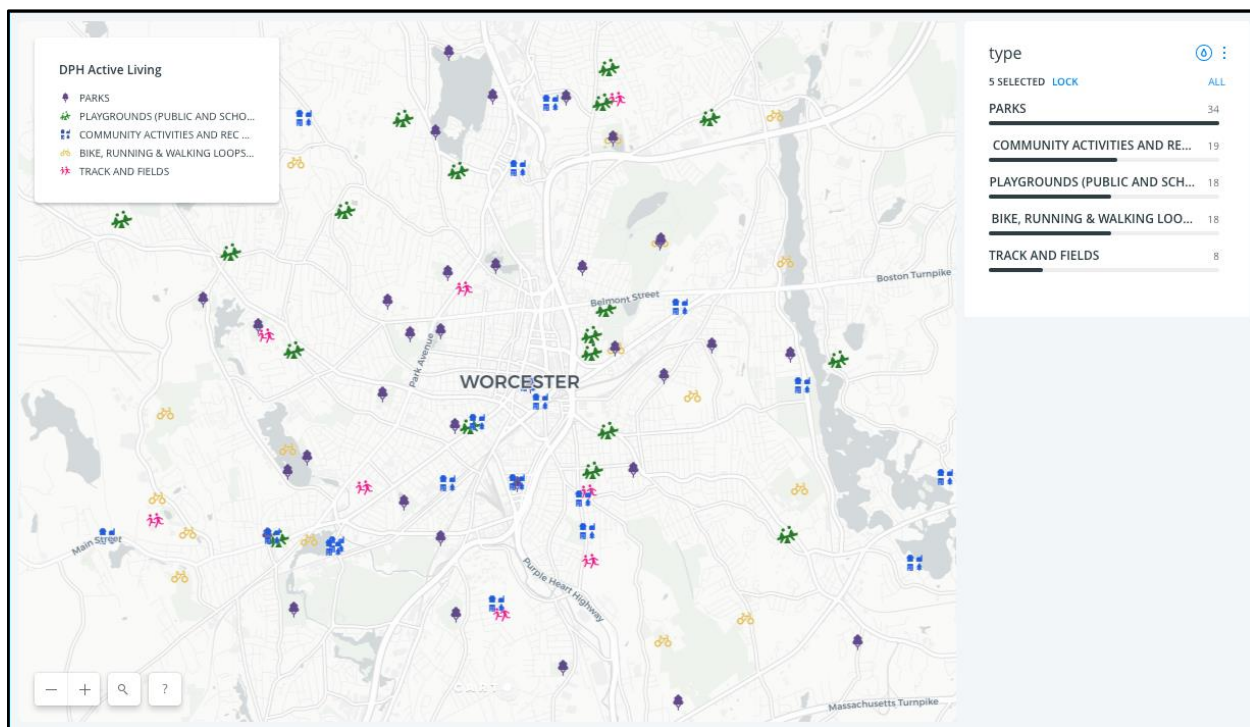 DPH Active Living
PARKS
PLAYGROUNDS (PUBLIC AND SCHO...
COMMUNITY ACTIVITIES AND REC ...
BIKE, RUNNING & WALKING LOOPS...
TRACK AND FIELDS
type
5 SELECTED LOCK ALL
PARKS 34
COMMUNITY ACTIVITIES AND RE... 19
PLAYGROUNDS (PUBLIC AND SCH... 18
BIKE, RUNNING & WALKING LOO... 18
TRACK AND FIELDS 8
Boston Turnpike
Belmont Street
Park Avenue
WORCESTER
Main Street
Purple Heart Highway
Massachusetts Turnpike
− + ?